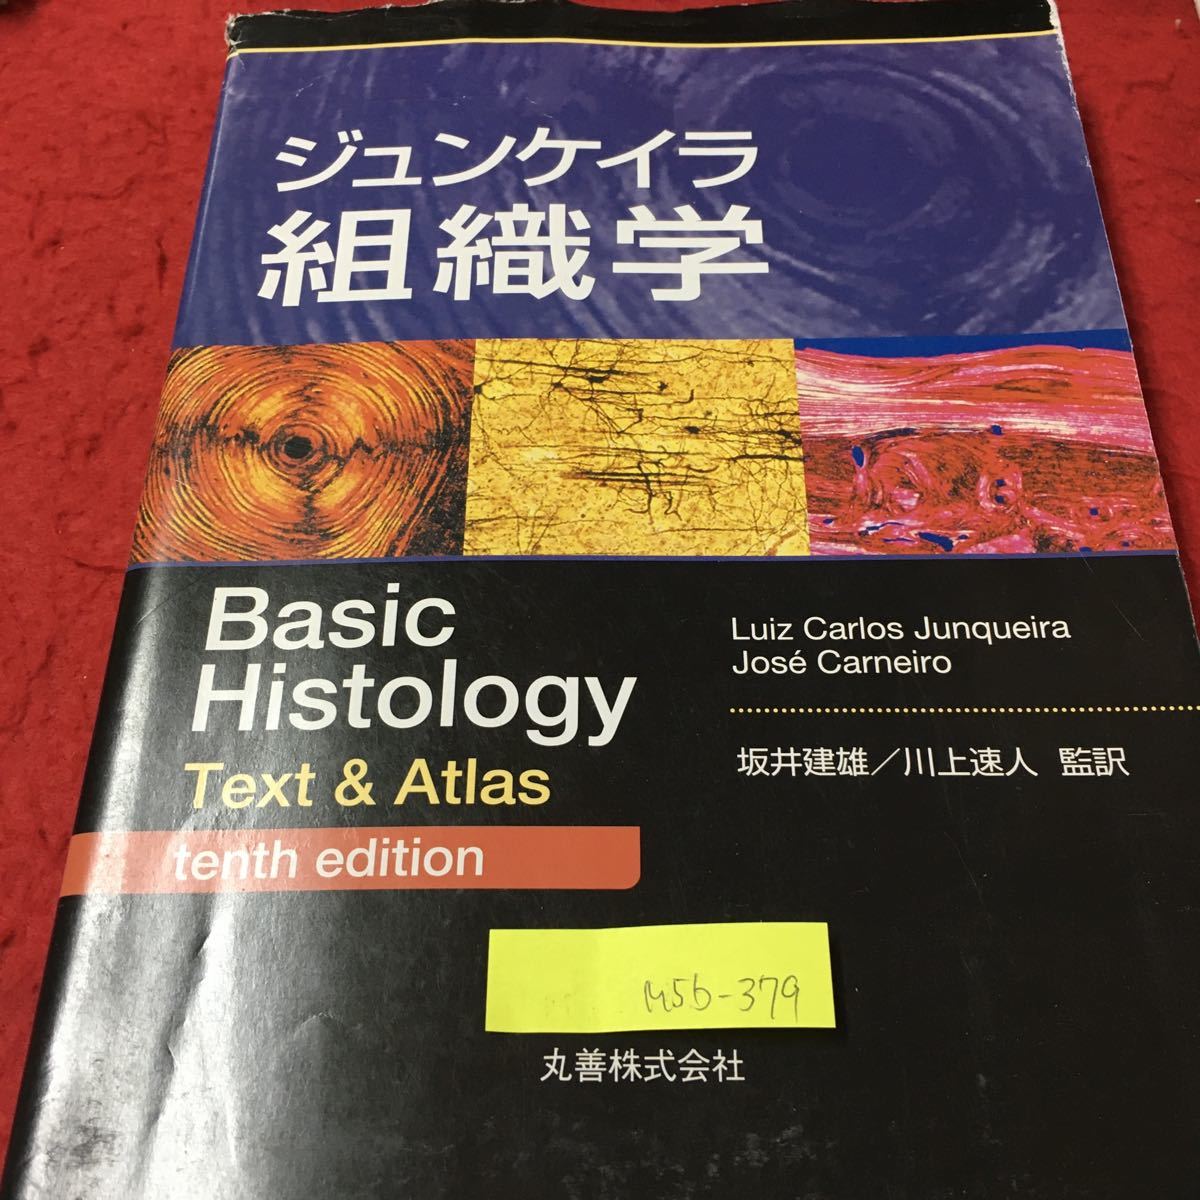 ジュンケイラ
組織学
Basic
Histology
Text & Atlas
tenth edition
Luiz Carlos Junqueira
José Carneiro
坂井建雄／川上速人 監訳
M5b-379
丸善株式会社